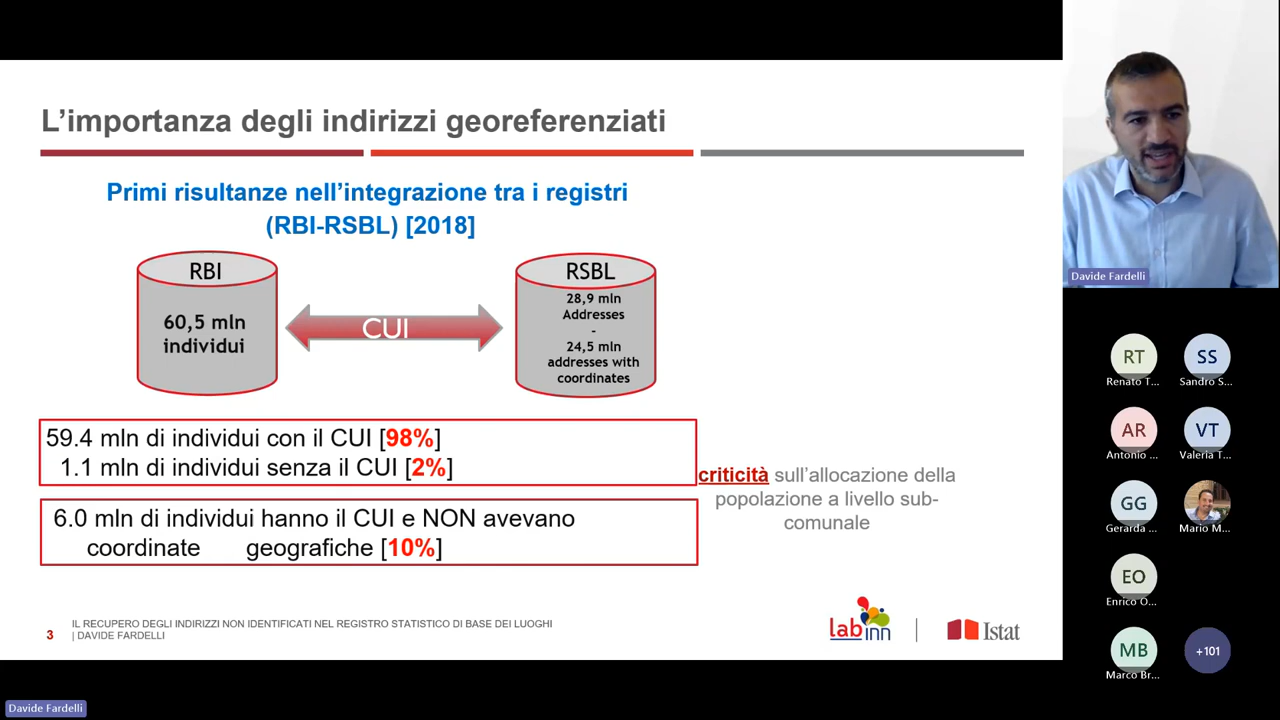 L'importanza degli indirizzi georeferenziati
Primi risultanze nell'integrazione tra i registri
(RBI-RSBL) [2018]
RBI
60,5 mln
individui
CUI
RSBL
28,9 mln
Addresses
-
24,5 mln
addresses with
coordinates
59.4 mln di individui con il CUI [98%]
1.1 mln di individui senza il CUI [2%]
6.0 mln di individui hanno il CUI e NON avevano
coordinate geografiche [10%]
criticità sull'allocazione della
popolazione a livello sub-
comunale
3
IL RECUPERO DEGLI INDIRIZZI NON IDENTIFICATI NEL REGISTRO STATISTICO DI BASE DEI LUOGHI
| DAVIDE FARDELLI
lab inn
Istat
Davide Fardelli
RT
Renato T...
SS
Sandro S...
AR
Antonio ...
VT
Valeria T...
GG
Gerarda ...
Mario M...
EO
Enrico O...
MB
Marco Br...
+101
Davide Fardelli